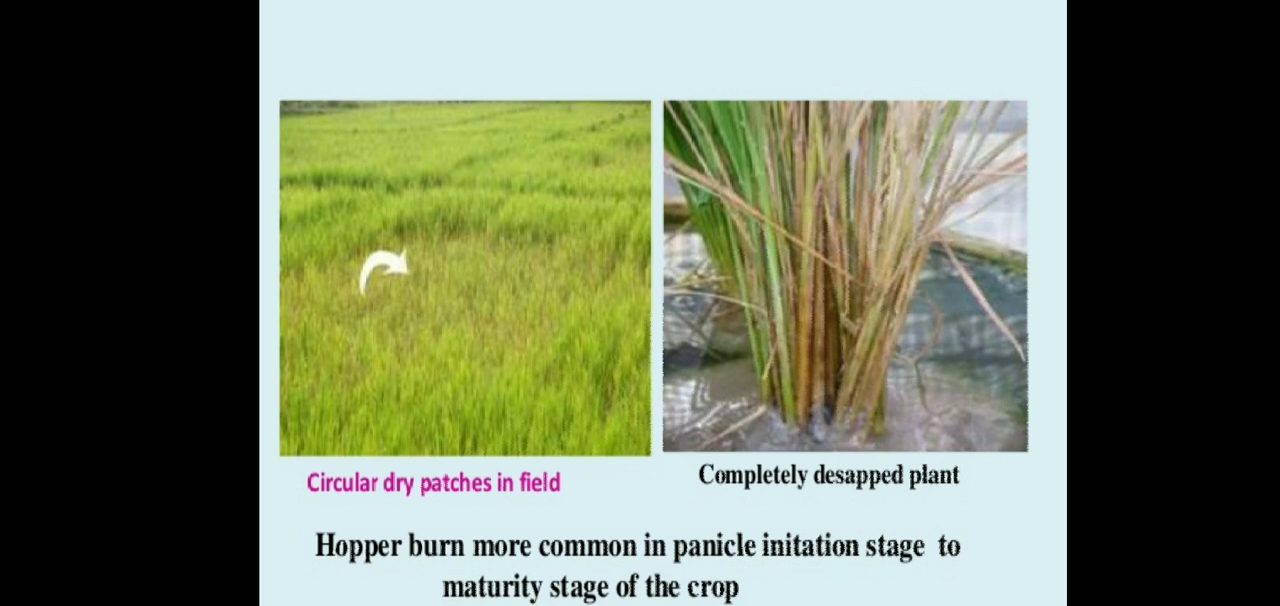 Circular dry patches in field
Completely desapped plant
Hopper burn more common in panicle initation stage to
maturity stage of the crop